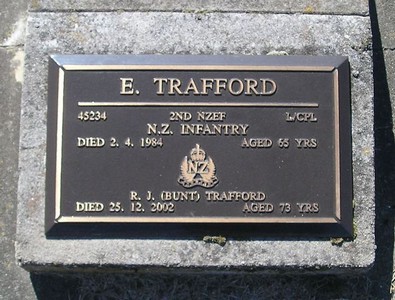 E. TRAFFORD
45234 2ND NZEF L/CPL
N.Z. INFANTRY
DIED 2. 4. 1984 AGED 65 YRS
NZ
R. J. (BUNT) TRAFFORD
DIED 25. 12. 2002 AGED 73 YRS